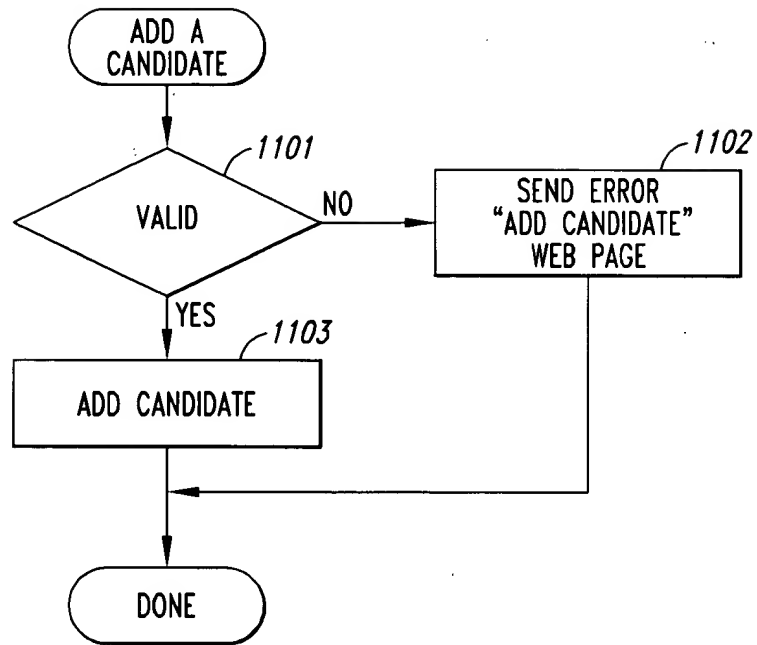 ADD A
CANDIDATE
1101
VALID
NO
1102
SEND ERROR
"ADD CANDIDATE"
WEB PAGE
YES
1103
ADD CANDIDATE
DONE